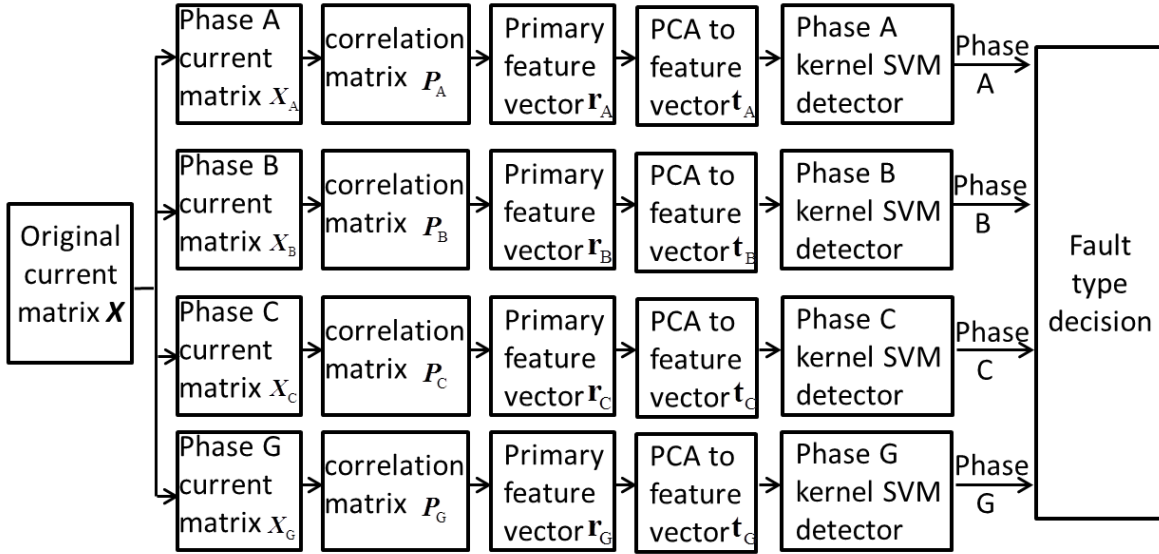 Original
current
matrix X
Phase A
current
matrix X_A
correlation
matrix P_A
Primary
feature
vector r_A
PCA to
feature
vector t_A
Phase A
kernel SVM
detector
Phase
A
Phase B
current
matrix X_B
correlation
matrix P_B
Primary
feature
vector r_B
PCA to
feature
vector t_B
Phase B
kernel SVM
detector
Phase
B
Phase C
current
matrix X_C
correlation
matrix P_C
Primary
feature
vector r_C
PCA to
feature
vector t_C
Phase C
kernel SVM
detector
Phase
C
Phase G
current
matrix X_G
correlation
matrix P_G
Primary
feature
vector r_G
PCA to
feature
vector t_G
Phase G
kernel SVM
detector
Phase
G
Fault
type
decision